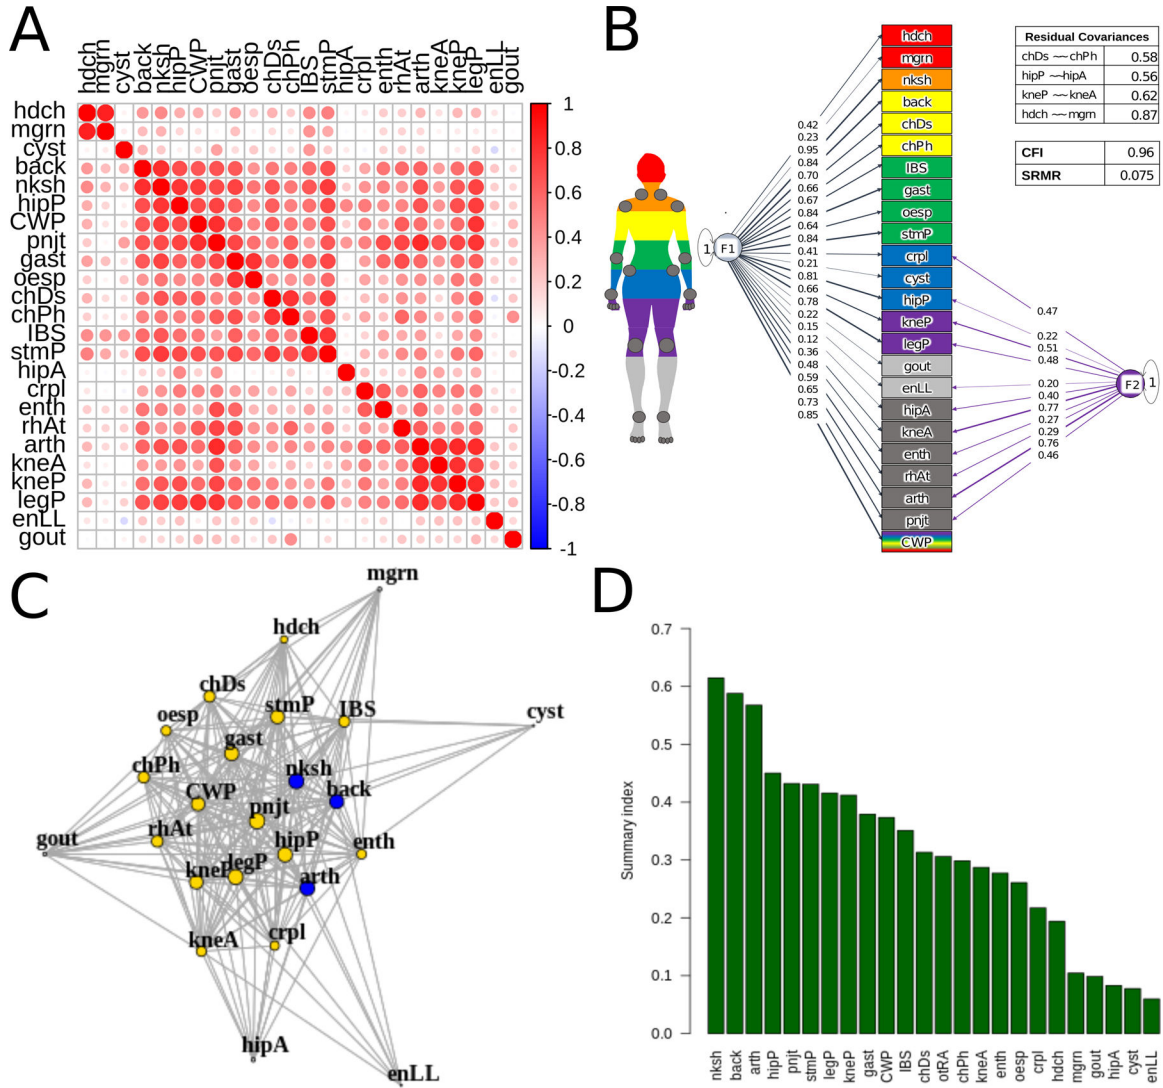 A
hdch mgrn cyst back nksh hipP CWP pnjt gast oesp chDs chPh IBS stmP hipA crpl enth rhAt arth kneA kneP legP enLL gout
hdch
mgrn
cyst
back
nksh
hipP
CWP
pnjt
gast
oesp
chDs
chPh
IBS
stmP
hipA
crpl
enth
rhAt
arth
kneA
kneP
legP
enLL
gout
1
0.8
0.6
0.4
0.2
0
-0.2
-0.4
-0.6
-0.8
-1
B
1
F1
0.42
0.23
0.95
0.84
0.70
0.66
0.67
0.84
0.64
0.84
0.41
0.21
0.81
0.66
0.78
0.22
0.15
0.12
0.36
0.48
0.59
0.65
0.73
0.85
hdch
mgrn
nksh
back
chDs
chPh
IBS
gast
oesp
stmP
crpl
cyst
hipP
kneP
legP
gout
enLL
hipA
kneA
enth
rhAt
arth
pnjt
CWP
0.47
0.22
0.51
0.48
0.20
0.40
0.77
0.27
0.29
0.76
0.46
F2
1
Residual Covariances
chDs ~~ chPh 0.58
hipP ~~ hipA 0.56
kneP ~~ kneA 0.62
hdch ~~ mgrn 0.87
CFI 0.96
SRMR 0.075
C
mgrn
hdch
chDs
stmP
IBS
oesp
cyst
gast
chPh
nksh
back
CWP
pnjt
rhAt
gout
hipP
enth
kneP
legP
arth
kneA
crpl
hipA
enLL
D
Summary index
0.7
0.6
0.5
0.4
0.3
0.2
0.1
0.0
nksh back arth hipP pnjt stmP legP kneP gast CWP IBS chDs otRA chPh kneA enth oesp crpl hdch mgrn gout hipA cyst enLL